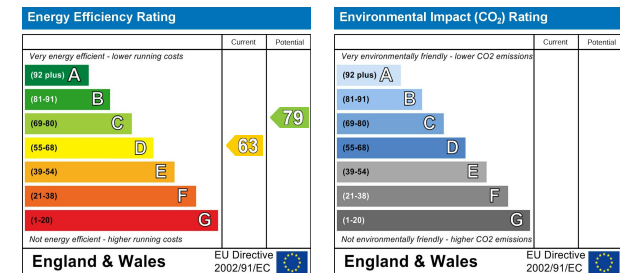 Energy Efficiency Rating
Current Potential
Very energy efficient - lower running costs
(92 plus) A
(81-91) B
(69-80) C
79
(55-68) D
63
(39-54) E
(21-38) F
(1-20) G
Not energy efficient - higher running costs
England & Wales
EU Directive
2002/91/EC
Environmental Impact (CO₂) Rating
Current Potential
Very environmentally friendly - lower CO2 emissions
(92 plus) A
(81-91) B
(69-80) C
(55-68) D
(39-54) E
(21-38) F
(1-20) G
Not environmentally friendly - higher CO2 emissions
England & Wales
EU Directive
2002/91/EC